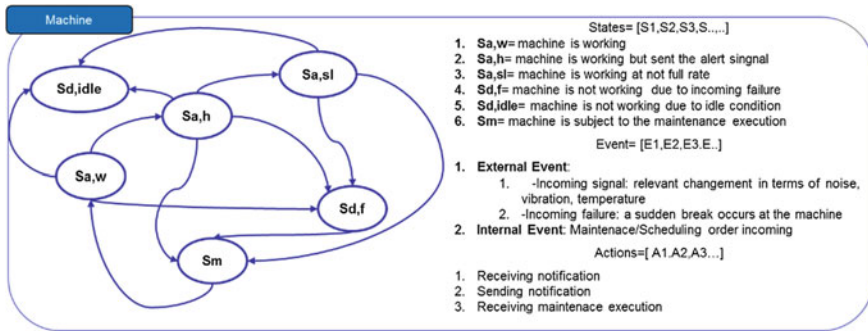 Machine
Sd,idle
Sa,sl
Sa,h
Sa,w
Sd,f
Sm
States= [S1,S2,S3,S..,..]
1. Sa,w= machine is working
2. Sa,h= machine is working but sent the alert singnal
3. Sa,sl= machine is working at not full rate
4. Sd,f= machine is not working due to incoming failure
5. Sd,idle= machine is not working due to idle condition
6. Sm= machine is subject to the maintenance execution
Event= [E1,E2,E3.E..]
1. External Event:
1. -Incoming signal: relevant changement in terms of noise,
vibration, temperature
2. -Incoming failure: a sudden break occurs at the machine
2. Internal Event: Maintenace/Scheduling order incoming
Actions=[ A1.A2,A3...]
1. Receiving notification
2. Sending notification
3. Receiving maintenace execution